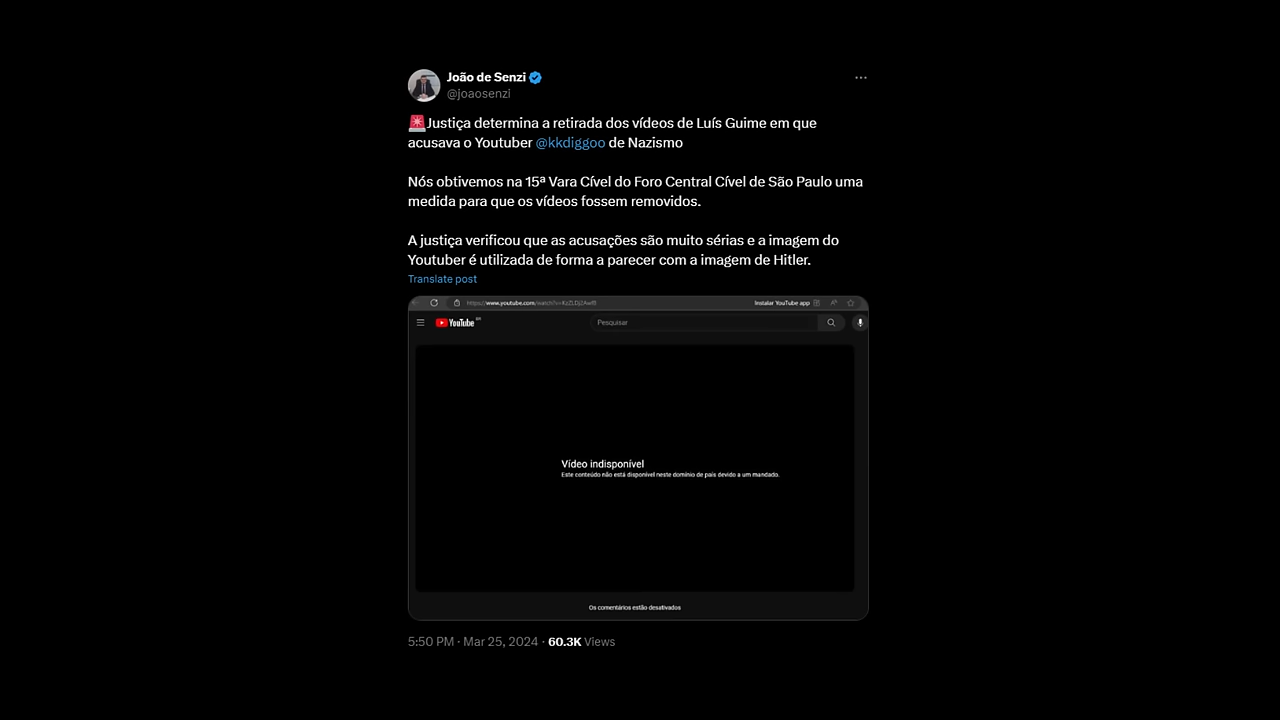 João de Senzi
@joaosenzi
🚨Justiça determina a retirada dos vídeos de Luís Guime em que
acusava o Youtuber @kkdiggoo de Nazismo
Nós obtivemos na 15ª Vara Cível do Foro Central Cível de São Paulo uma
medida para que os vídeos fossem removidos.
A justiça verificou que as acusações são muito sérias e a imagem do
Youtuber é utilizada de forma a parecer com a imagem de Hitler.
Translate post
Instalar YouTube app
YouTube BR
Pesquisar
Vídeo indisponível
Este conteúdo não está disponível neste domínio de país devido a um mandado.
Os comentários estão desativados
5:50 PM · Mar 25, 2024 · 60.3K Views